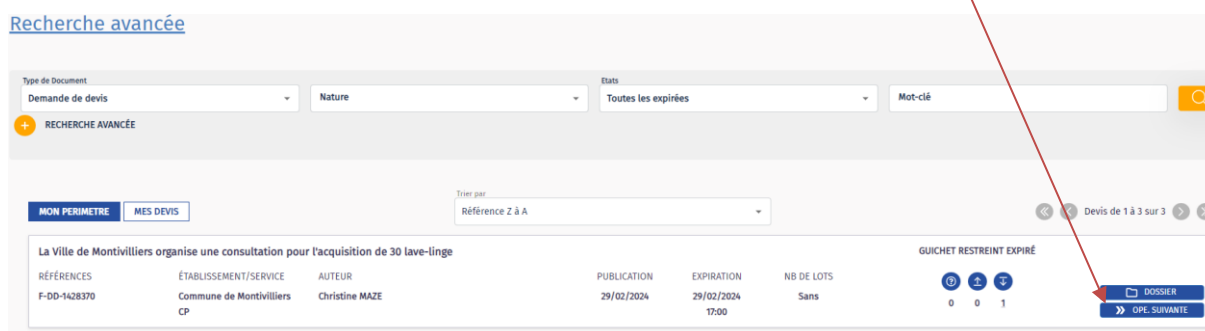 Recherche avancée
Type de Document
Demande de devis
Nature
Etats
Toutes les expirées
Mot-clé
RECHERCHE AVANCÉE
MON PERIMETRE
MES DEVIS
Trier par
Référence Z à A
Devis de 1 à 3 sur 3
La Ville de Montivilliers organise une consultation pour l'acquisition de 30 lave-linge
GUICHET RESTREINT EXPIRÉ
RÉFÉRENCES
ÉTABLISSEMENT/SERVICE
AUTEUR
PUBLICATION
EXPIRATION
NB DE LOTS
F-DD-1428370
Commune de Montivilliers
CP
Christine MAZE
29/02/2024
29/02/2024
17:00
Sans
0 0 1
DOSSIER
OPE. SUIVANTE